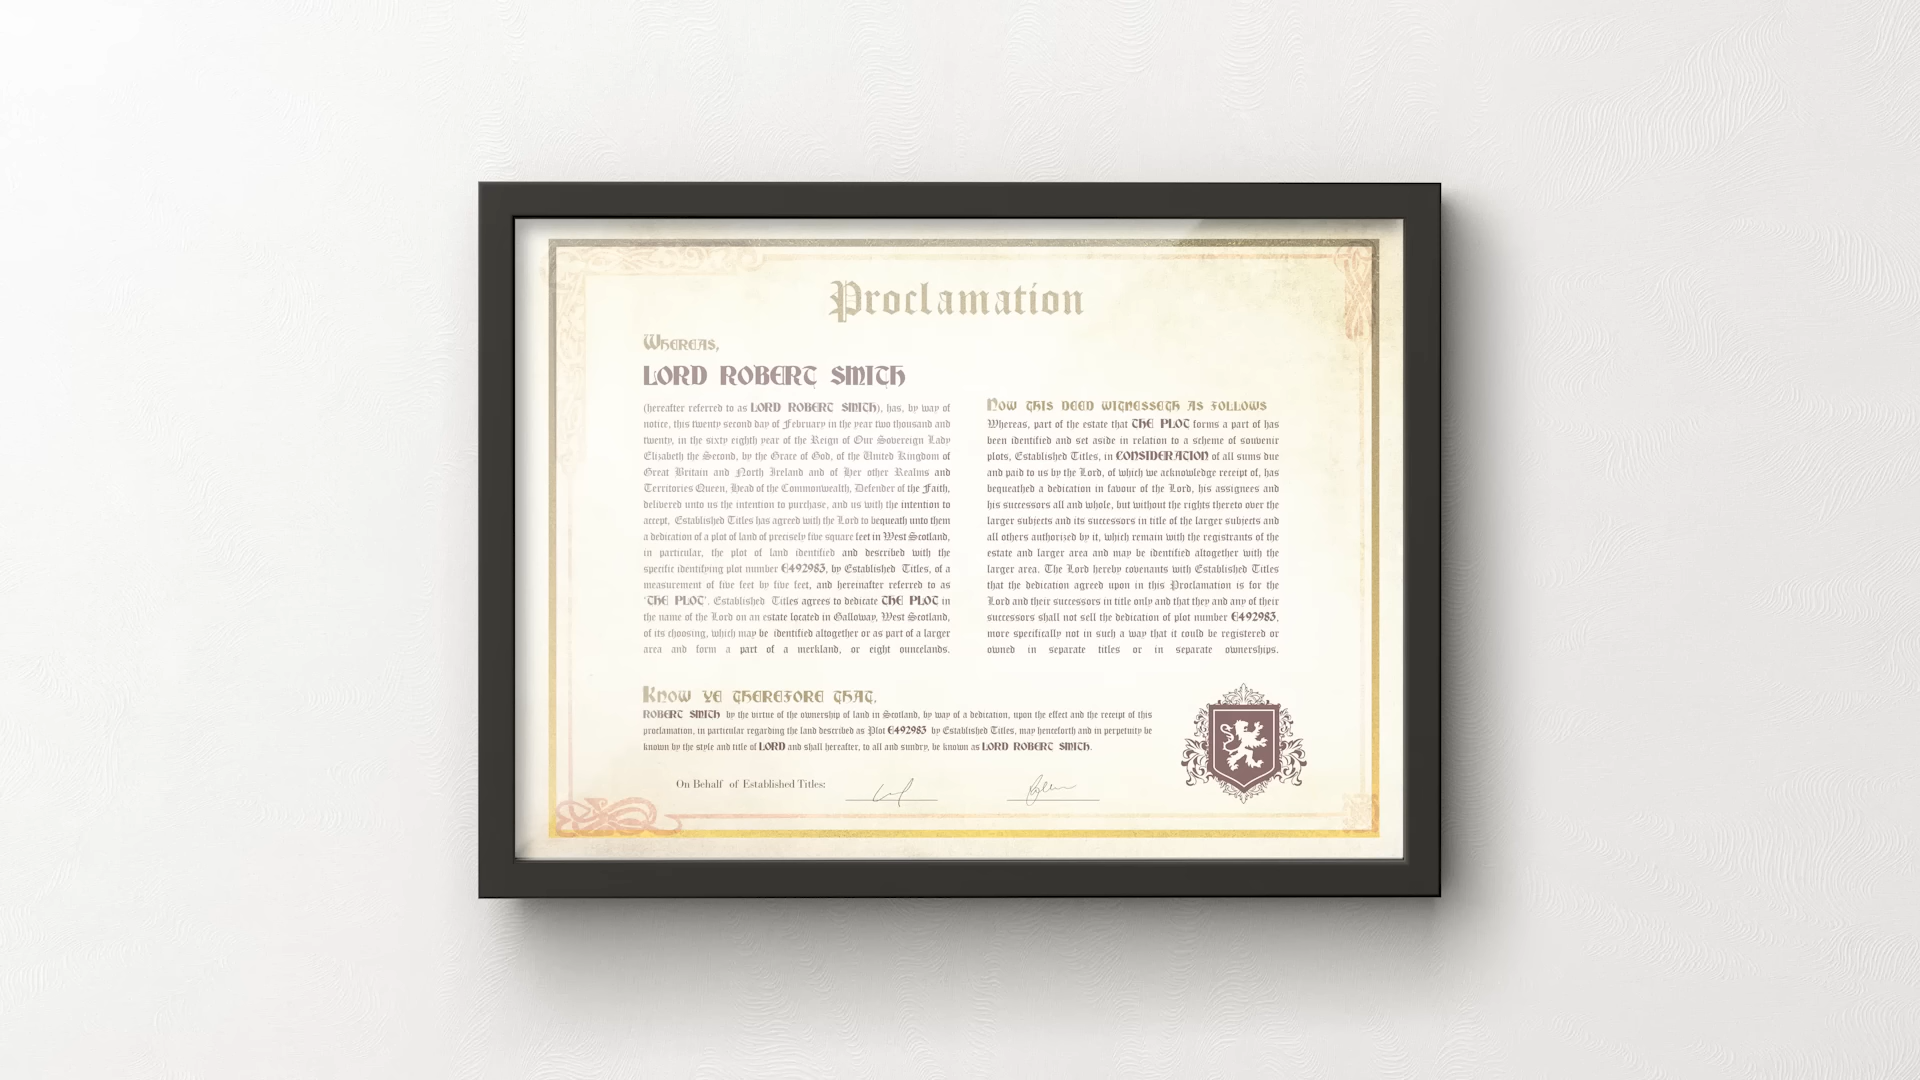 Proclamation
Whereas,
LORD ROBERT SMITH
(hereafter referred to as LORD ROBERT SMITH), has, by way of
notice, this twenty second day of February in the year two thousand and
twenty, in the sixty eighth year of the Reign of Our Sovereign Lady
Elizabeth the Second, by the Grace of God, of the United Kingdom of
Great Britain and North Ireland and of Her other Realms and
Territories Queen, Head of the Commonwealth, Defender of the Faith,
delivered unto us the intention to purchase, and us with the intention to
accept, Established Titles has agreed with the Lord to bequeath unto them
a dedication of a plot of land of precisely five square feet in West Scotland,
in particular, the plot of land identified and described with the
specific identifying plot number E492983, by Established Titles, of a
measurement of five feet by five feet, and hereinafter referred to as
'THE PLOT'. Established Titles agrees to dedicate THE PLOT in
the name of the Lord on an estate located in Galloway, West Scotland,
of its choosing, which may be identified altogether or as part of a larger
area and form a part of a merkland, or eight ouncelands.
Now this deed witnesseth as follows
Whereas, part of the estate that THE PLOT forms a part of has
been identified and set aside in relation to a scheme of souvenir
plots, Established Titles, in CONSIDERATION of all sums due
and paid to us by the Lord, of which we acknowledge receipt of, has
bequeathed a dedication in favour of the Lord, his assignees and
his successors all and whole, but without the rights thereto over the
larger subjects and its successors in title of the larger subjects and
all others authorized by it, which remain with the registrants of the
estate and larger area and may be identified altogether with the
larger area. The Lord hereby covenants with Established Titles
that the dedication agreed upon in this Proclamation is for the
Lord and their successors in title only and that they and any of their
successors shall not sell the dedication of plot number E492983,
more specifically not in such a way that it could be registered or
owned in separate titles or in separate ownerships.
Know ye therefore that,
ROBERT SMITH by the virtue of the ownership of land in Scotland, by way of a dedication, upon the effect and the receipt of this
proclamation, in particular regarding the land described as Plot E492983 by Established Titles, may henceforth and in perpetuity be
known by the style and title of LORD and shall hereafter, to all and sundry, be known as LORD ROBERT SMITH.
On Behalf of Established Titles: